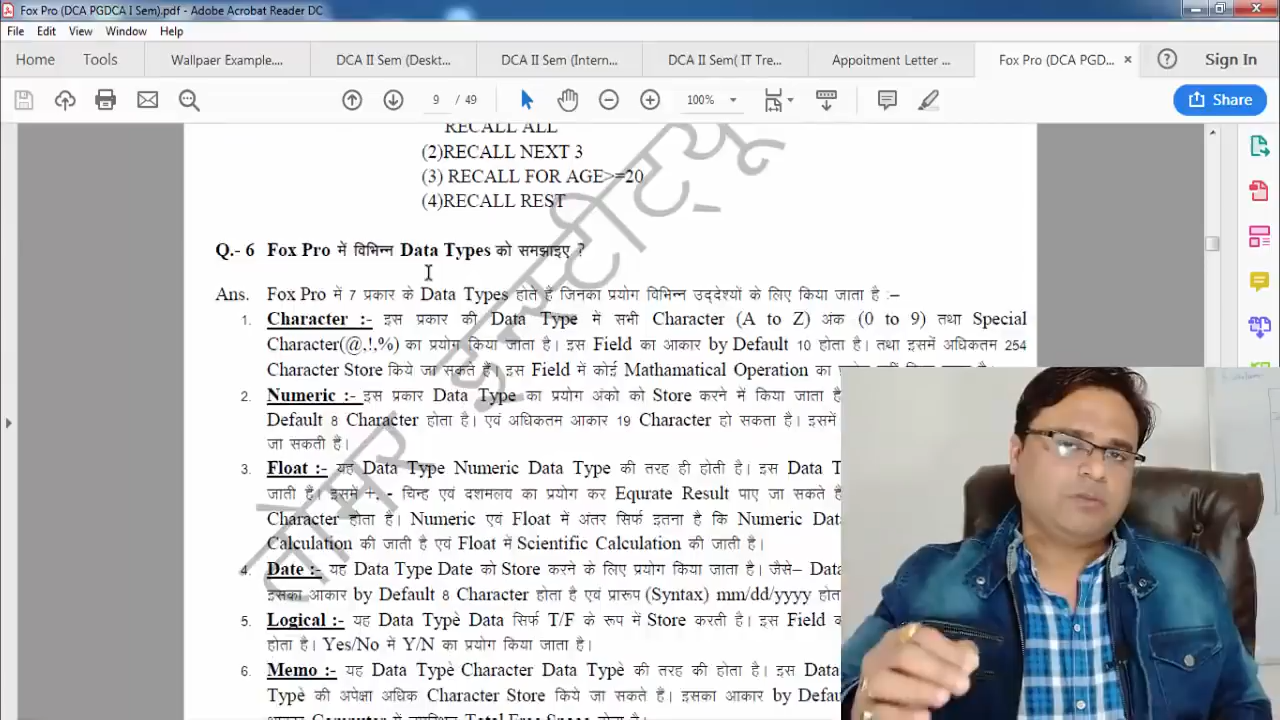 Fox Pro (DCA PGDCA I Sem).pdf - Adobe Acrobat Reader DC
File Edit View Window Help
Home Tools Wallpaer Example.... DCA II Sem (Deskt... DCA II Sem (Intern... DCA II Sem( IT Tre... Appoitment Letter ... Fox Pro (DCA PGD... Sign In
9 / 49 100% Share
RECALL ALL
(2)RECALL NEXT 3
(3) RECALL FOR AGE>=20
(4)RECALL REST
Q.- 6 Fox Pro में विभिन्न Data Types को समझाइए ?
Ans. Fox Pro में 7 प्रकार के Data Types होते है जिनका प्रयोग विभिन्न उद्देश्यों के लिए किया जाता है :–
1. Character :- इस प्रकार की Data Type में सभी Character (A to Z) अंक (0 to 9) तथा Special
Character(@,!,%) का प्रयोग किया जाता है। इस Field का आकार by Default 10 होता है। तथा इसमें अधिकतम 254
Character Store किये जा सकते हैं। इस Field में कोई Mathamatical Operation का
2. Numeric :- इस प्रकार Data Type का प्रयोग अंको को Store करने में किया जाता है
Default 8 Character होता है। एवं अधिकतम आकार 19 Character हो सकता है। इसमें
जा सकती है।
3. Float :- यह Data Type Numeric Data Type की तरह ही होती है। इस Data T
जाती है। इसमें +, - चिन्ह एवं दशमलय का प्रयोग कर Equrate Result पाए जा सकते है
Character होता है। Numeric एवं Float में अंतर सिर्फ इतना है कि Numeric Dat
Calculation की जाती है एवं Float में Scientific Calculation की जाती है।
4. Date :- यह Data Type Date को Store करने के लिए प्रयोग किया जाता है। जैसे– Data
इसका आकार by Default 8 Character होता है एवं प्रारूप (Syntax) mm/dd/yyyy होत
5. Logical :- यह Data Type Data सिर्फ T/F के रूप में Store करती है। इस Field क
होता है। Yes/No में Y/N का प्रयोग किया जाता है।
6. Memo :- यह Data Type Character Data Type की तरह की होता है। इस Data
Type की अपेक्षा अधिक Character Store किये जा सकते है। इसका आकार by Defau
Computer में Total Free Space होता है।
तोमर इन्स्टीट्यू